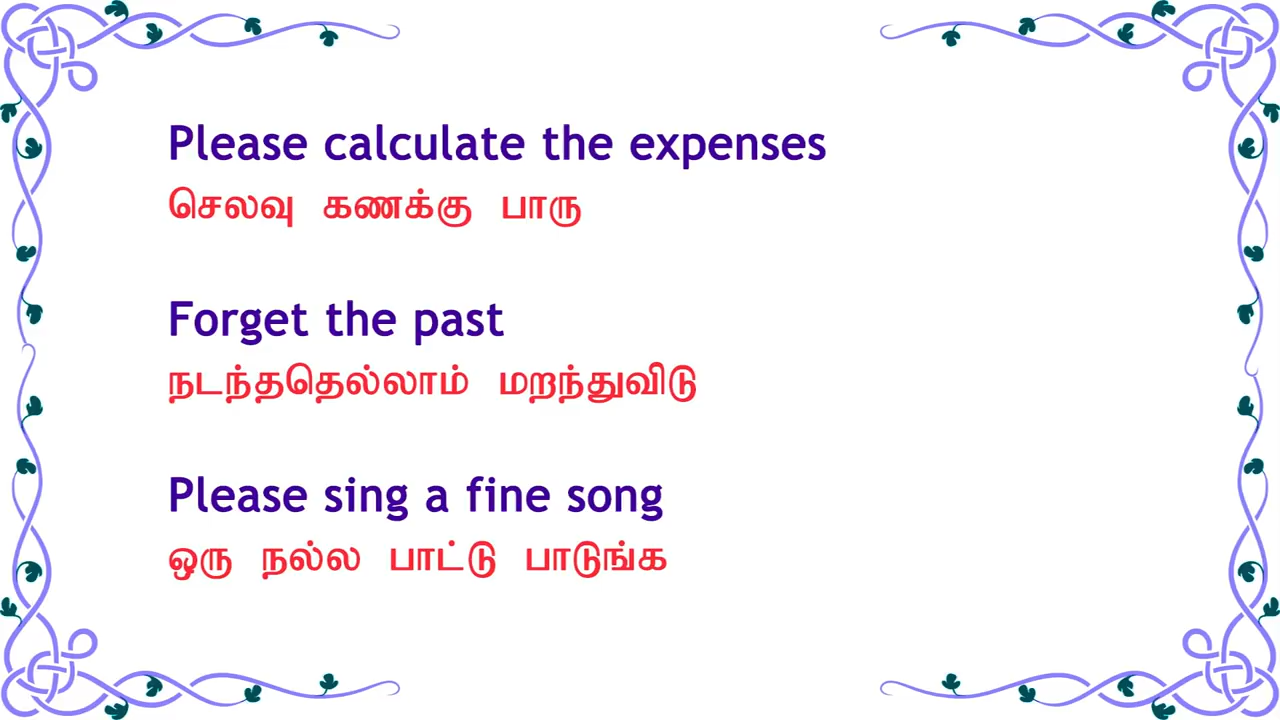 Please calculate the expenses
செலவு கணக்கு பாரு
Forget the past
நடந்ததெல்லாம் மறந்துவிடு
Please sing a fine song
ஒரு நல்ல பாட்டு பாடுங்க